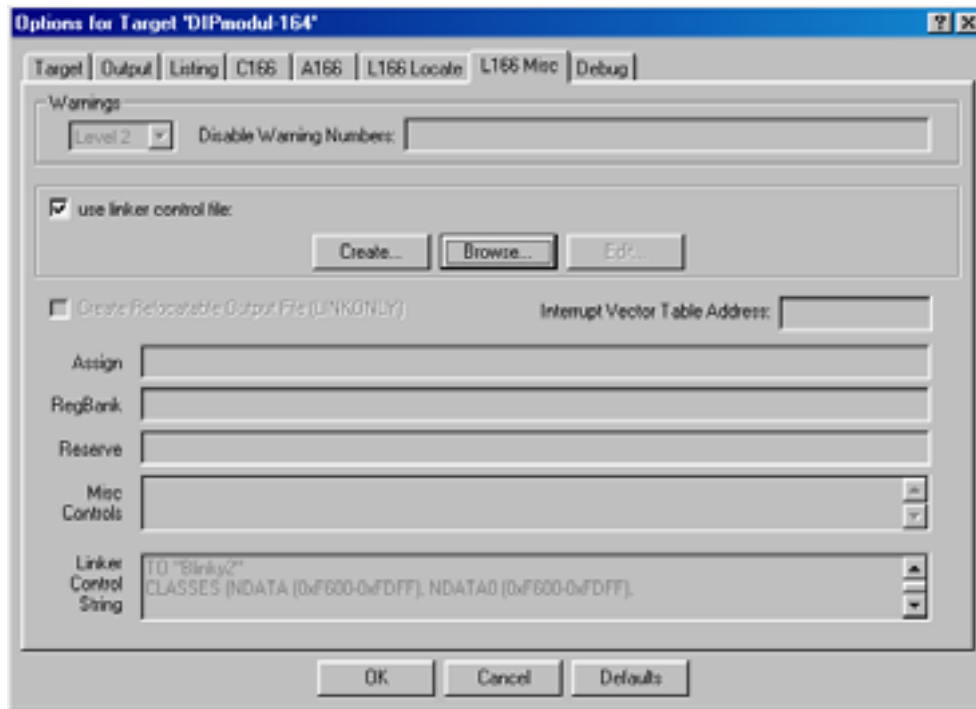 Options for Target 'DIPmodul-164'
Target Output Listing C166 A166 L166 Locate L166 Misc Debug
Warnings
Level 2 Disable Warning Numbers:
use linker control file:
Create... Browse... Edit...
Create Relocatable Output File (LINKONLY) Interrupt Vector Table Address:
Assign
RegBank
Reserve
Misc
Controls
Linker
Control
String
TO "Blinky2"
CLASSES (NDATA (0xF600-0xFDFF), NDATA0 (0xF600-0xFDFF),
OK Cancel Defaults